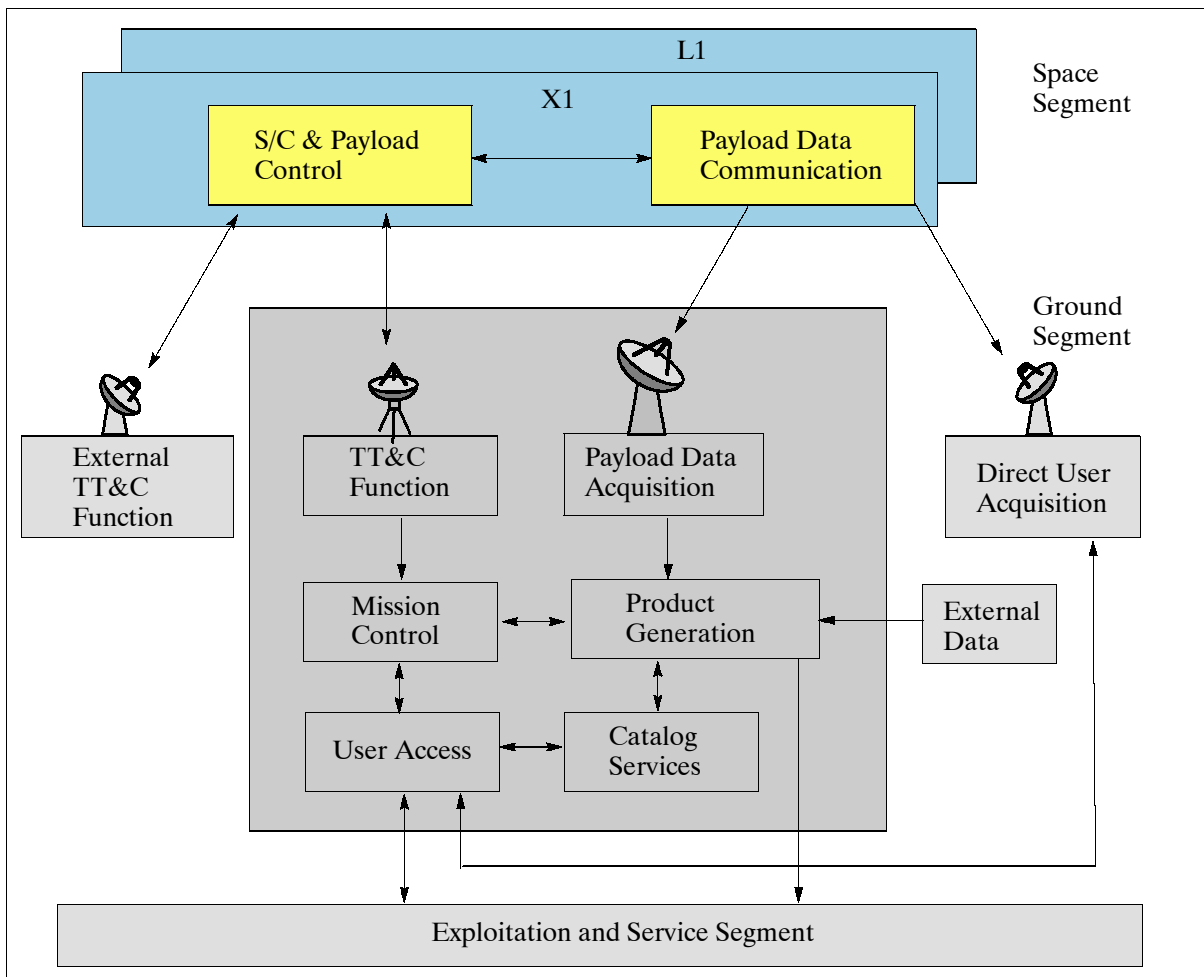 L1
X1
Space
Segment
S/C & Payload
Control
Payload Data
Communication
Ground
Segment
External
TT&C
Function
TT&C
Function
Payload Data
Acquisition
Direct User
Acquisition
Mission
Control
Product
Generation
External
Data
User Access
Catalog
Services
Exploitation and Service Segment